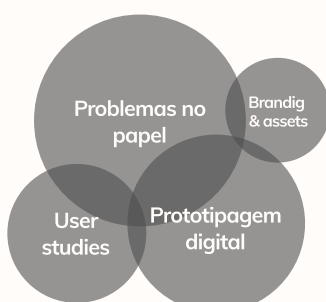 Problemas no
papel
Brandig
& assets
User
studies
Prototipagem
digital